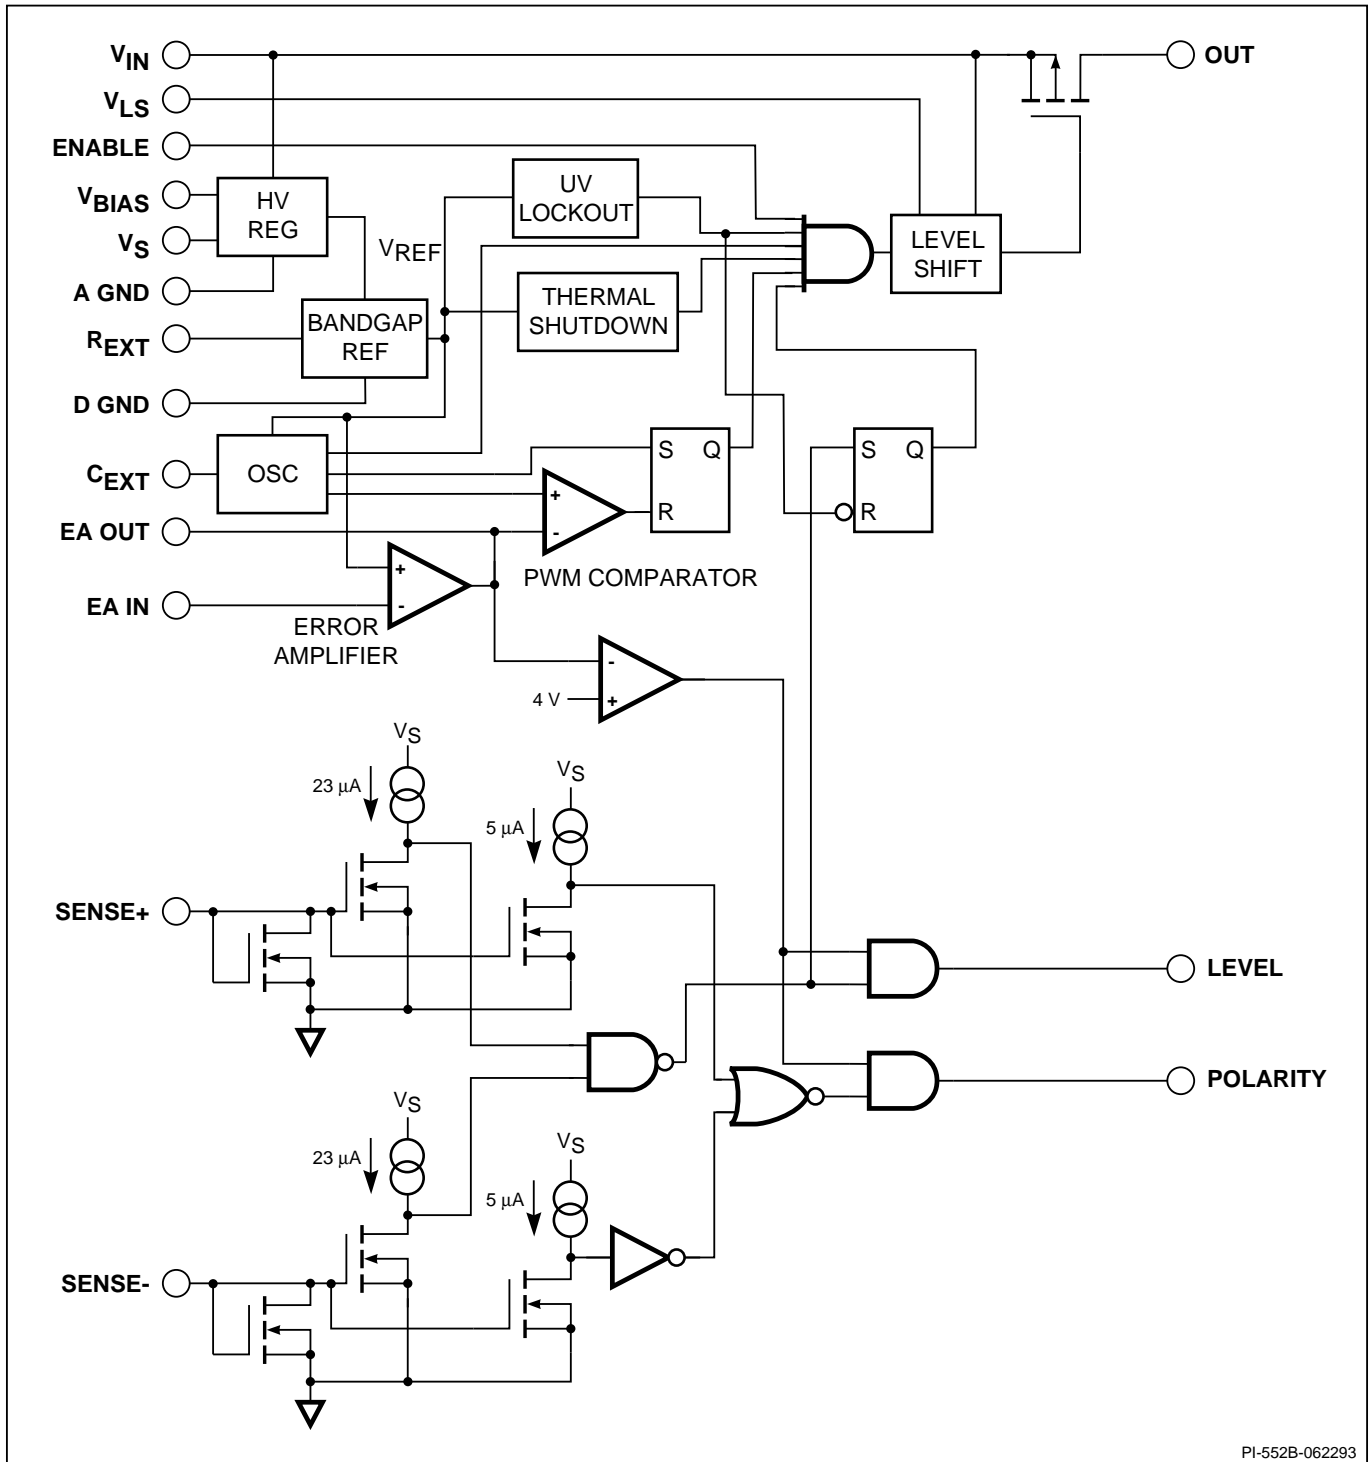 VIN
OUT
VLS
ENABLE
VBIAS
HV
REG
UV
LOCKOUT
VS
VREF
LEVEL
SHIFT
A GND
THERMAL
SHUTDOWN
REXT
BANDGAP
REF
D GND
CEXT
OSC
S Q
R
S Q
R
EA OUT
+
-
PWM COMPARATOR
EA IN
+
-
ERROR
AMPLIFIER
-
4 V
+
VS
23 μA
VS
5 μA
SENSE+
LEVEL
POLARITY
VS
23 μA
VS
5 μA
SENSE-
PI-552B-062293